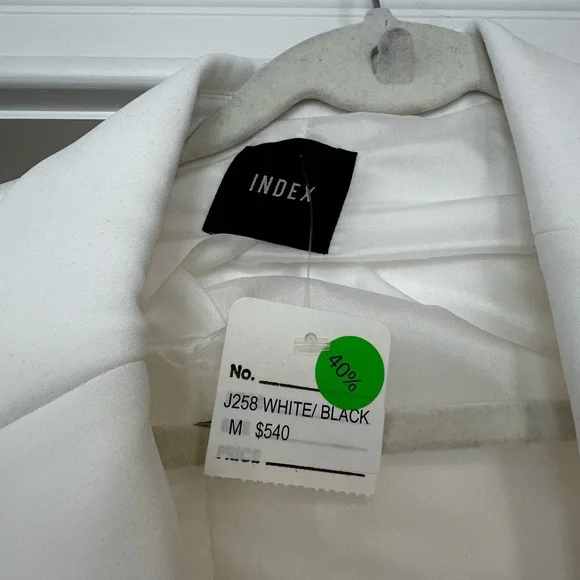 INDEX
40%
No.
J258 WHITE/ BLACK
M $540
PRICE